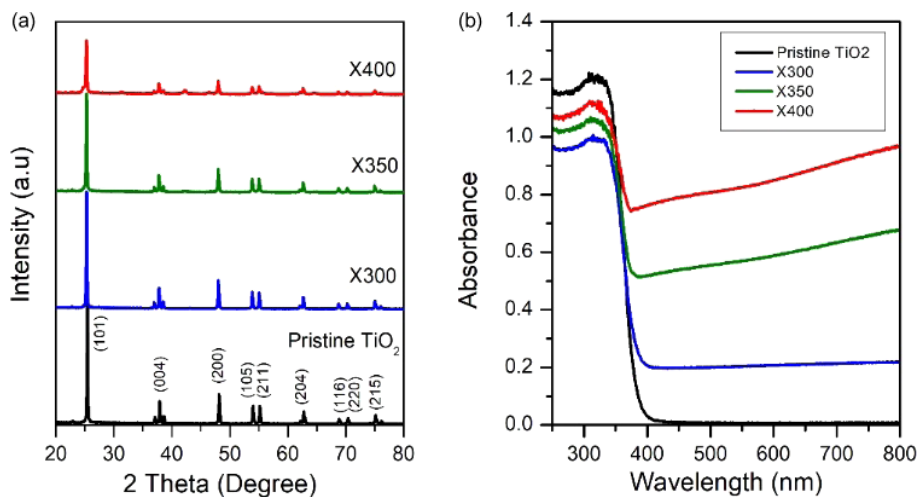 (a)
Intensity (a.u)
X400
X350
X300
Pristine TiO2
(101)
(004)
(200)
(105)
(211)
(204)
(116)
(220)
(215)
20 30 40 50 60 70 80
2 Theta (Degree)
(b)
Absorbance
1.4
1.2
1.0
0.8
0.6
0.4
0.2
0.0
Pristine TiO2
X300
X350
X400
300 400 500 600 700 800
Wavelength (nm)